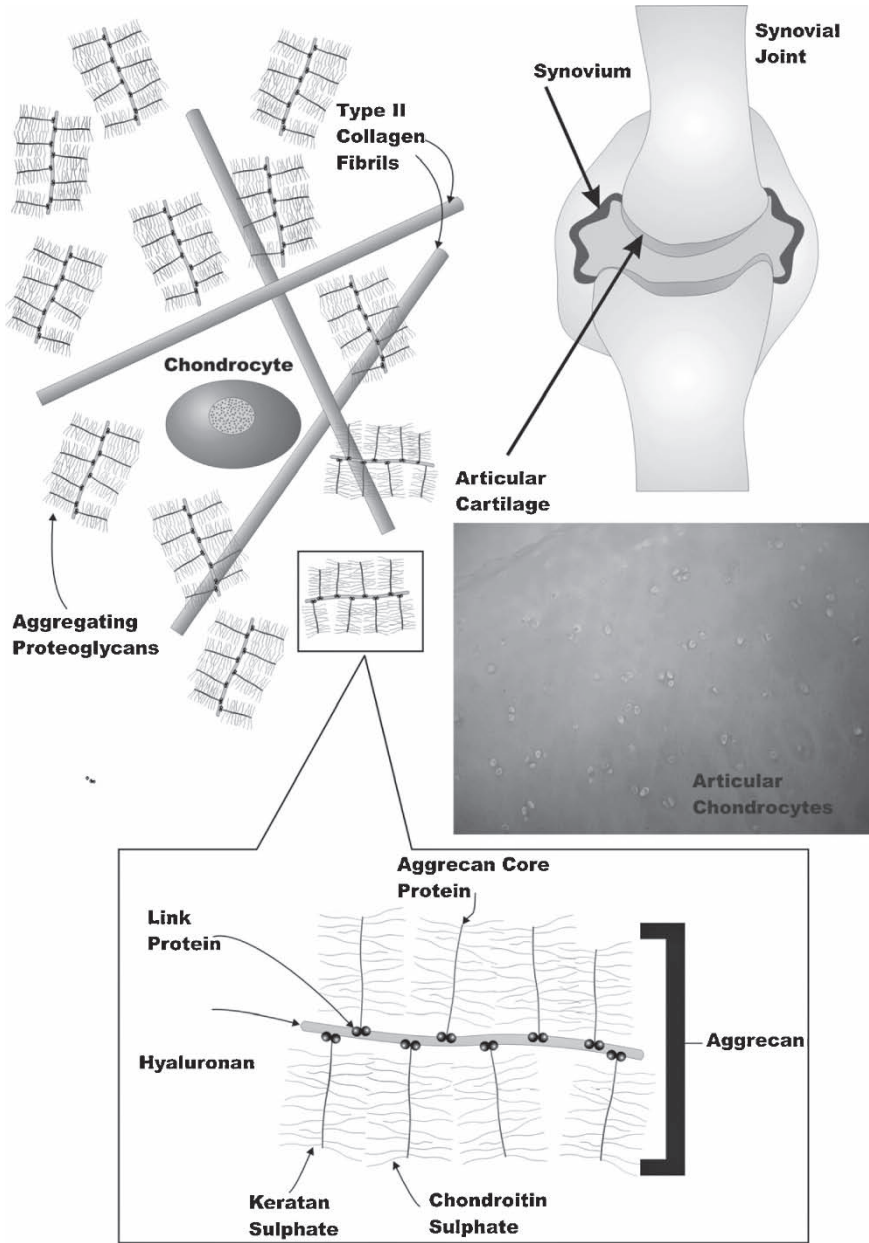 Synovial
Joint
Synovium
Type II
Collagen
Fibrils
Chondrocyte
Articular
Cartilage
Aggregating
Proteoglycans
Articular
Chondrocytes
Aggrecan Core
Protein
Link
Protein
Hyaluronan
Aggrecan
Keratan
Sulphate
Chondroitin
Sulphate